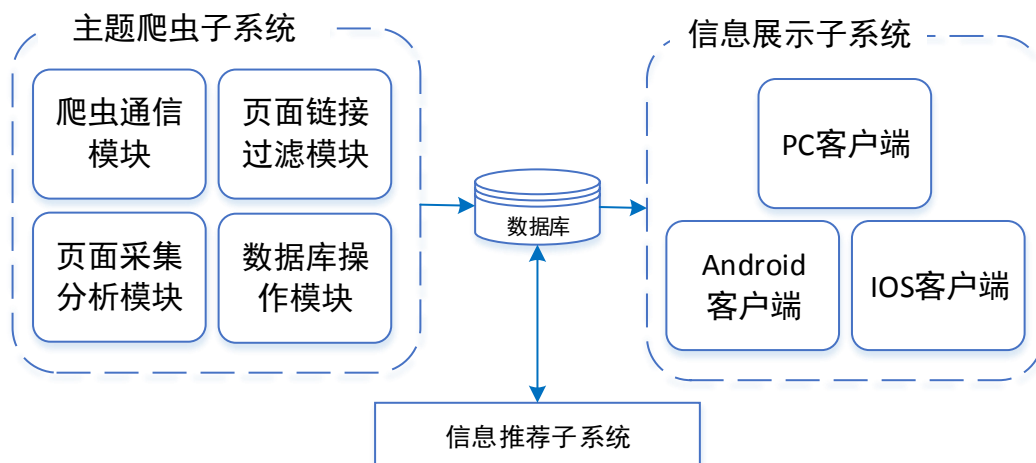 主题爬虫子系统
爬虫通信
模块
页面链接
过滤模块
页面采集
分析模块
数据库操
作模块
数据库
信息展示子系统
PC客户端
Android
客户端
IOS客户端
信息推荐子系统